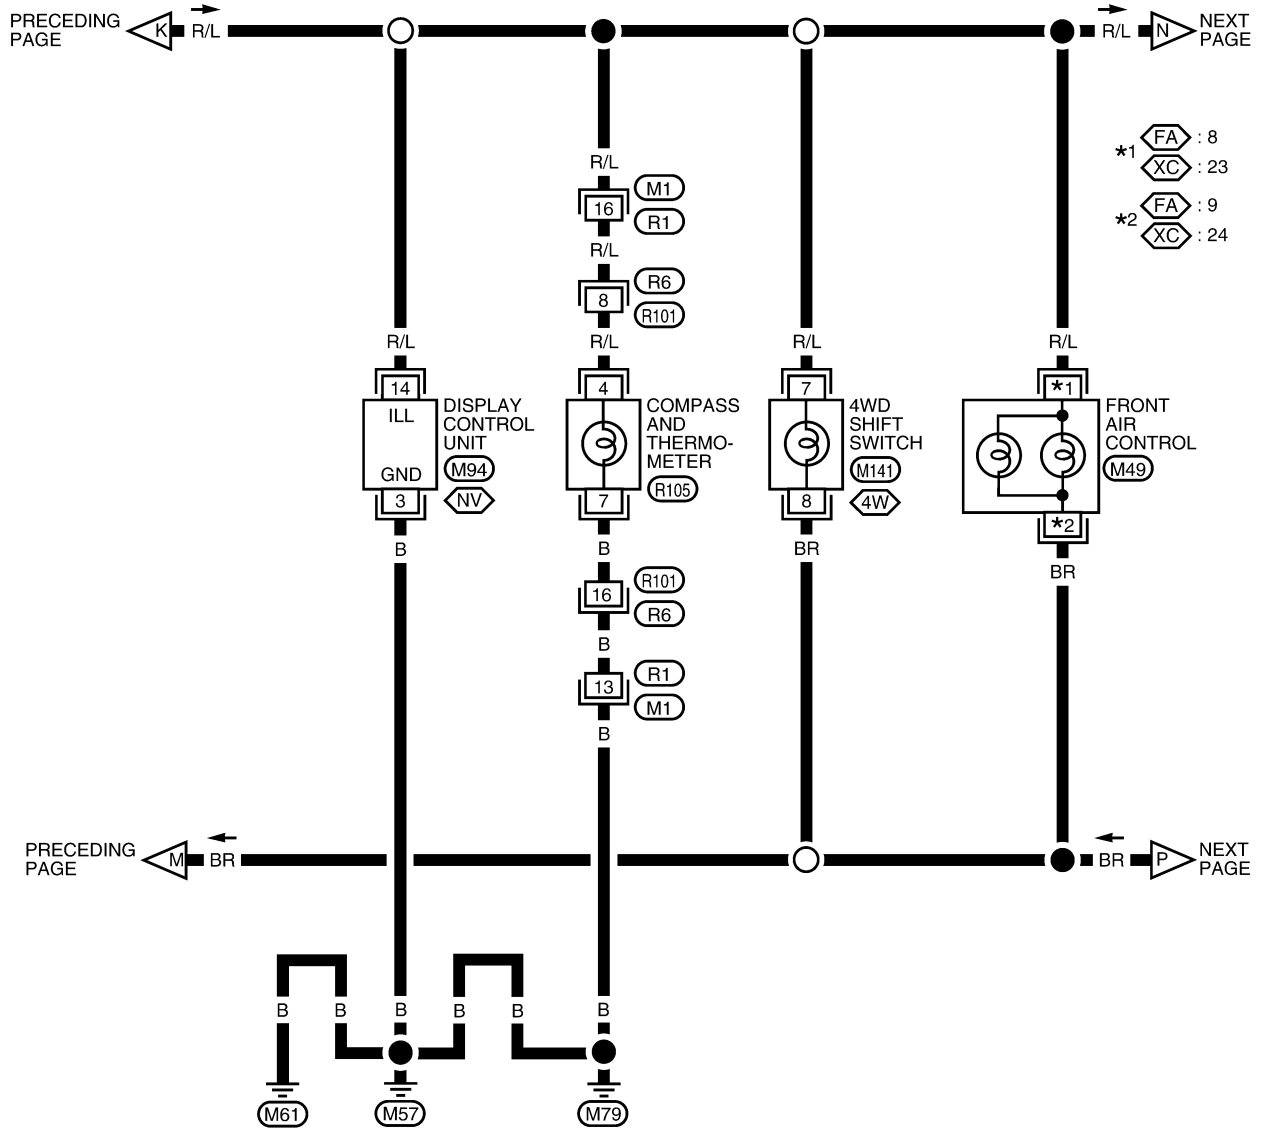 PRECEDING
PAGE
K
R/L
R/L
N
NEXT
PAGE
*1
FA
: 8
XC
: 23
*2
FA
: 9
XC
: 24
R/L
16
M1
R1
R/L
8
R6
R101
R/L
R/L
R/L
R/L
14
ILL
GND
3
DISPLAY
CONTROL
UNIT
M94
NV
4
7
COMPASS
AND
THERMO-
METER
R105
7
8
4WD
SHIFT
SWITCH
M141
4W
*1
*2
FRONT
AIR
CONTROL
M49
B
B
BR
BR
16
R101
R6
B
13
R1
M1
B
PRECEDING
PAGE
M
BR
BR
P
NEXT
PAGE
B
B
B
B
B
B
M61
M57
M79